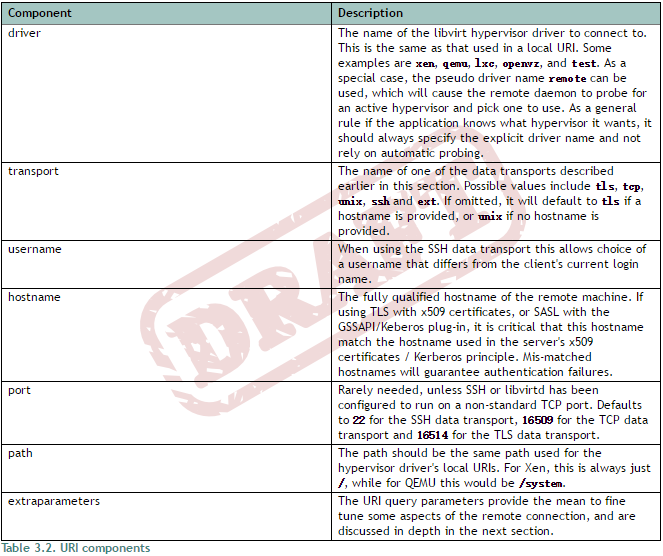 Component Description
driver The name of the libvirt hypervisor driver to connect to.
This is the same as that used in a local URI. Some
examples are xen, qemu, lxc, openvz, and test. As a
special case, the pseudo driver name remote can be
used, which will cause the remote daemon to probe for
an active hypervisor and pick one to use. As a general
rule if the application knows what hypervisor it wants, it
should always specify the explicit driver name and not
rely on automatic probing.
transport The name of one of the data transports described
earlier in this section. Possible values include tls, tcp,
unix, ssh and ext. If omitted, it will default to tls if a
hostname is provided, or unix if no hostname is
provided.
username When using the SSH data transport this allows choice of
a username that differs from the client's current login
name.
hostname The fully qualified hostname of the remote machine. If
using TLS with x509 certificates, or SASL with the
GSSAPI/Keberos plug-in, it is critical that this hostname
match the hostname used in the server's x509
certificates / Kerberos principle. Mis-matched
hostnames will guarantee authentication failures.
port Rarely needed, unless SSH or libvirtd has been
configured to run on a non-standard TCP port. Defaults
to 22 for the SSH data transport, 16509 for the TCP data
transport and 16514 for the TLS data transport.
path The path should be the same path used for the
hypervisor driver's local URIs. For Xen, this is always just
/, while for QEMU this would be /system.
extraparameters The URI query parameters provide the mean to fine
tune some aspects of the remote connection, and are
discussed in depth in the next section.
Table 3.2. URI components
DRAFT